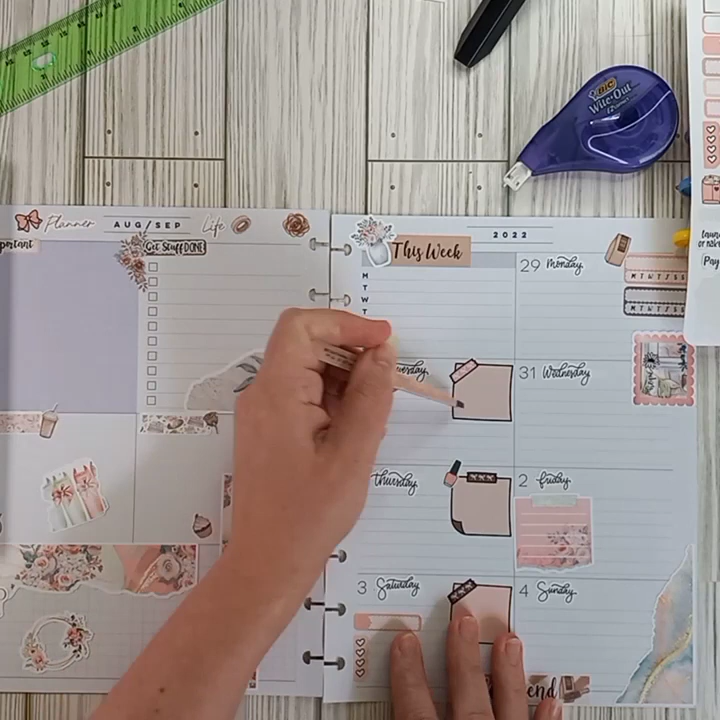 Planner
AUG/SEP
Life
Get Stuff DONE
This Week
2022
M
T
W
T
29 Monday
M T W T F S S
M T W T F S S
31 Wednesday
Thursday
2 Friday
3 Saturday
4 Sunday
end
BIC
Wite-Out